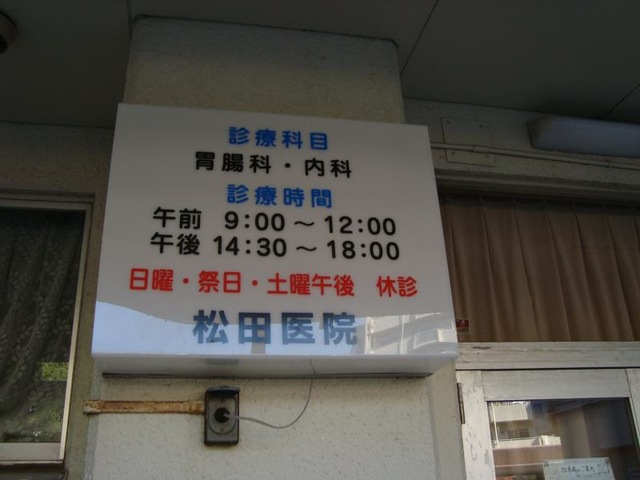 診療科目
胃腸科・内科
診療時間
午前 9:00～12:00
午後 14:30～18:00
日曜・祭日・土曜午後 休診
松田医院